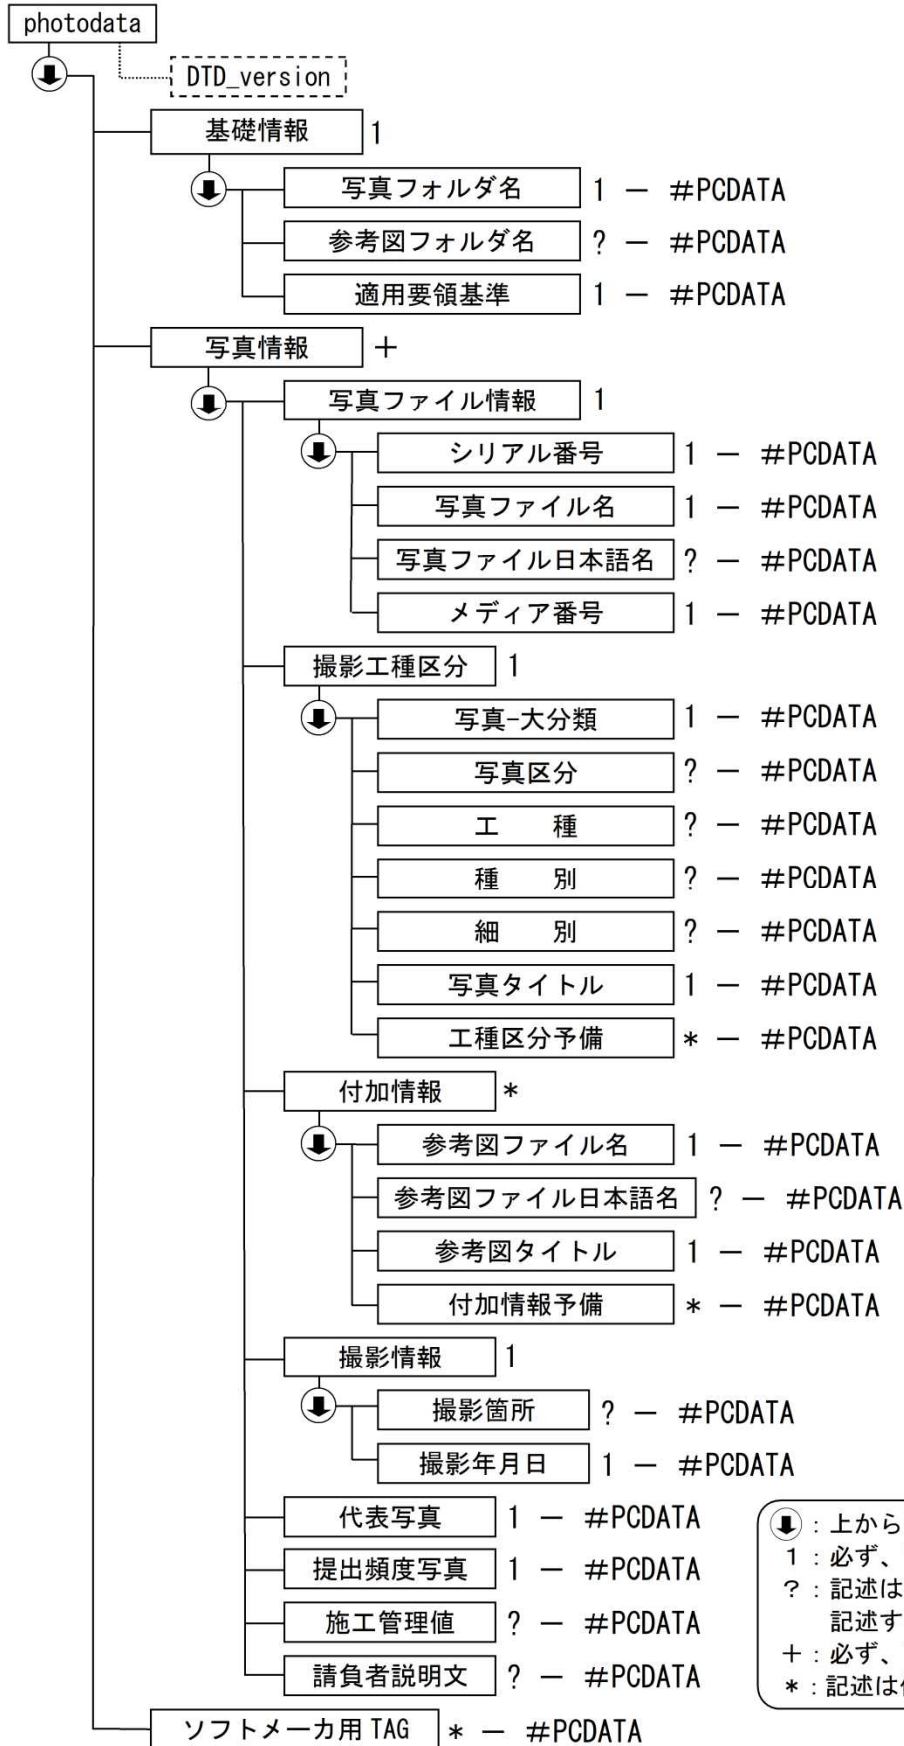 photodata
DTD_version
基礎情報 1
写真フォルダ名 1 － #PCDATA
参考図フォルダ名 ? － #PCDATA
適用要領基準 1 － #PCDATA
写真情報 ＋
写真ファイル情報 1
シリアル番号 1 － #PCDATA
写真ファイル名 1 － #PCDATA
写真ファイル日本語名 ? － #PCDATA
メディア番号 1 － #PCDATA
撮影工種区分 1
写真-大分類 1 － #PCDATA
写真区分 ? － #PCDATA
工　　種 ? － #PCDATA
種　　別 ? － #PCDATA
細　　別 ? － #PCDATA
写真タイトル 1 － #PCDATA
工種区分予備 * － #PCDATA
付加情報 *
参考図ファイル名 1 － #PCDATA
参考図ファイル日本語名 ? － #PCDATA
参考図タイトル 1 － #PCDATA
付加情報予備 * － #PCDATA
撮影情報 1
撮影箇所 ? － #PCDATA
撮影年月日 1 － #PCDATA
代表写真 1 － #PCDATA
提出頻度写真 1 － #PCDATA
施工管理値 ? － #PCDATA
請負者説明文 ? － #PCDATA
ソフトメーカ用 TAG * － #PCDATA
：上から
1：必ず、
?：記述は
記述す
＋：必ず、
*：記述は